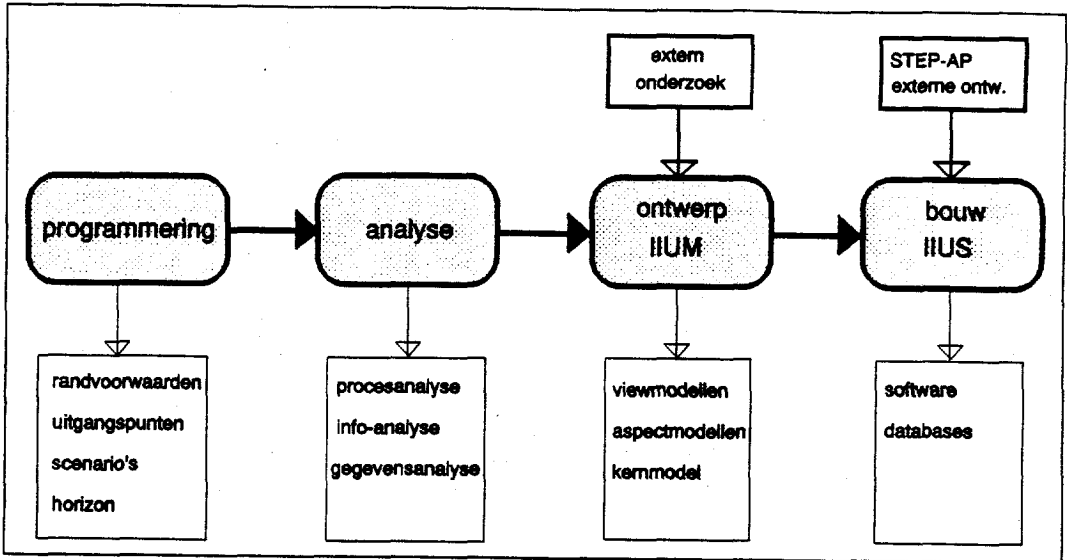 extern
onderzoek
STEP-AP
externe ontw.
programmering
analyse
ontwerp
IIUM
bouw
IIUS
randvoorwaarden
uitgangspunten
scenario's
horizon
procesanalyse
info-analyse
gegevensanalyse
viewmodellen
aspectmodellen
kernmodel
software
databases